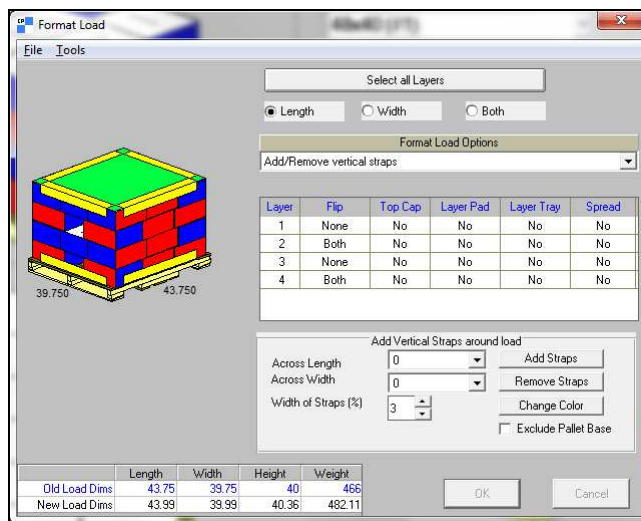 CP
Format Load
File Tools
Select all Layers
Length Width Both
Format Load Options
Add/Remove vertical straps
Layer Flip Top Cap Layer Pad Layer Tray Spread
1 None No No No No
2 Both No No No No
3 None No No No No
4 Both No No No No
39.750 43.750
Add Vertical Straps around load
Across Length 0 Add Straps
Across Width 0 Remove Straps
Width of Straps (%) 3 Change Color
Exclude Pallet Base
Length Width Height Weight
Old Load Dims 43.75 39.75 40 466
New Load Dims 43.99 39.99 40.36 482.11
OK Cancel